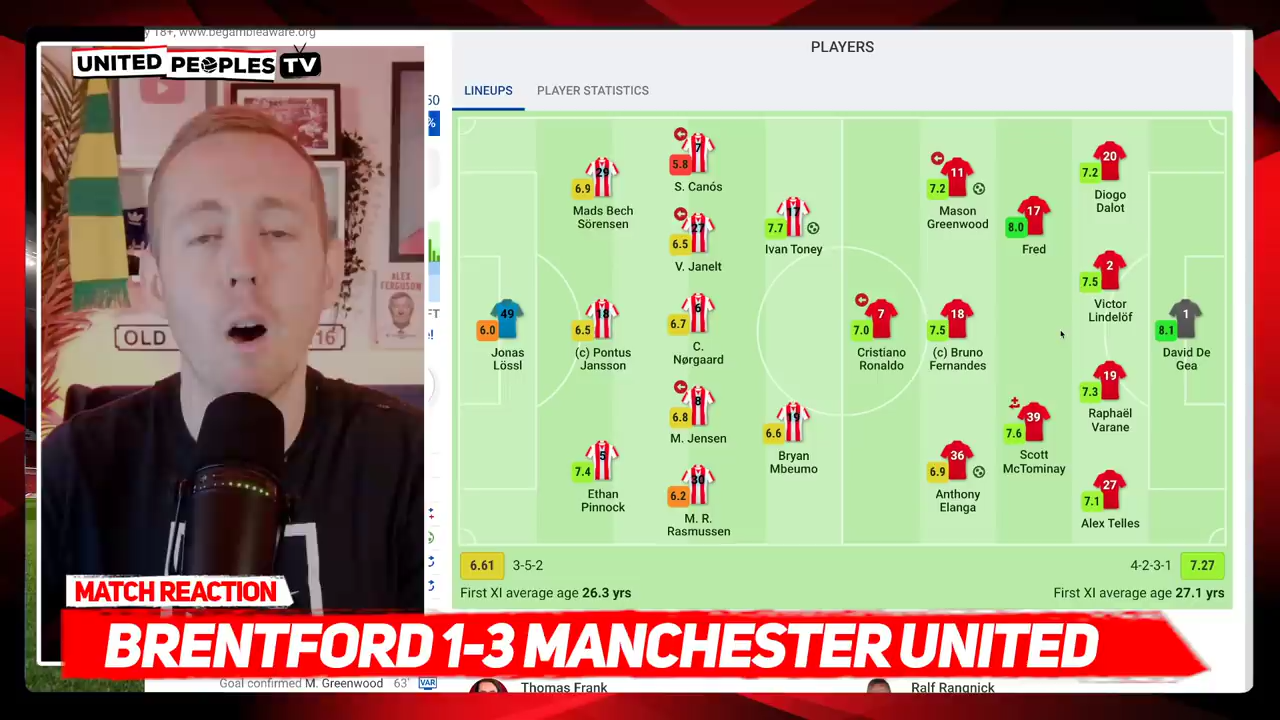 y 18+, www.begambleaware.org
UNITED PEOPLES TV
PLAYERS
LINEUPS
PLAYER STATISTICS
50
%
ALEX
FERGUSON
OLD
16
FT
e!
29
6.9
Mads Bech
Sörensen
7
5.8
S. Canós
27
6.5
V. Janelt
17
7.7
Ivan Toney
49
6.0
Jonas
Lössl
18
6.5
(c) Pontus
Jansson
6
6.7
C.
Nørgaard
8
6.8
M. Jensen
19
6.6
Bryan
Mbeumo
5
7.4
Ethan
Pinnock
30
6.2
M. R.
Rasmussen
11
7.2
Mason
Greenwood
17
8.0
Fred
20
7.2
Diogo
Dalot
2
7.5
Victor
Lindelöf
7
7.0
Cristiano
Ronaldo
18
7.5
(c) Bruno
Fernandes
1
8.1
David De
Gea
19
7.3
Raphaël
Varane
39
7.6
Scott
McTominay
36
6.9
Anthony
Elanga
27
7.1
Alex Telles
6.61
3-5-2
4-2-3-1
7.27
First XI average age 26.3 yrs
First XI average age 27.1 yrs
MATCH REACTION
BRENTFORD 1-3 MANCHESTER UNITED
Goal confirmed M. Greenwood 63' VAR
Thomas Frank
Ralf Rangnick